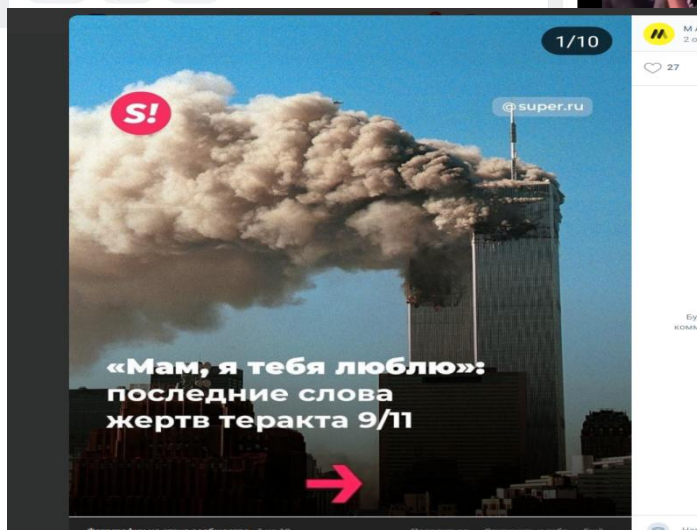 1/10
S!
@super.ru
27
«Мам, я тебя люблю»:
последние слова
жертв теракта 9/11